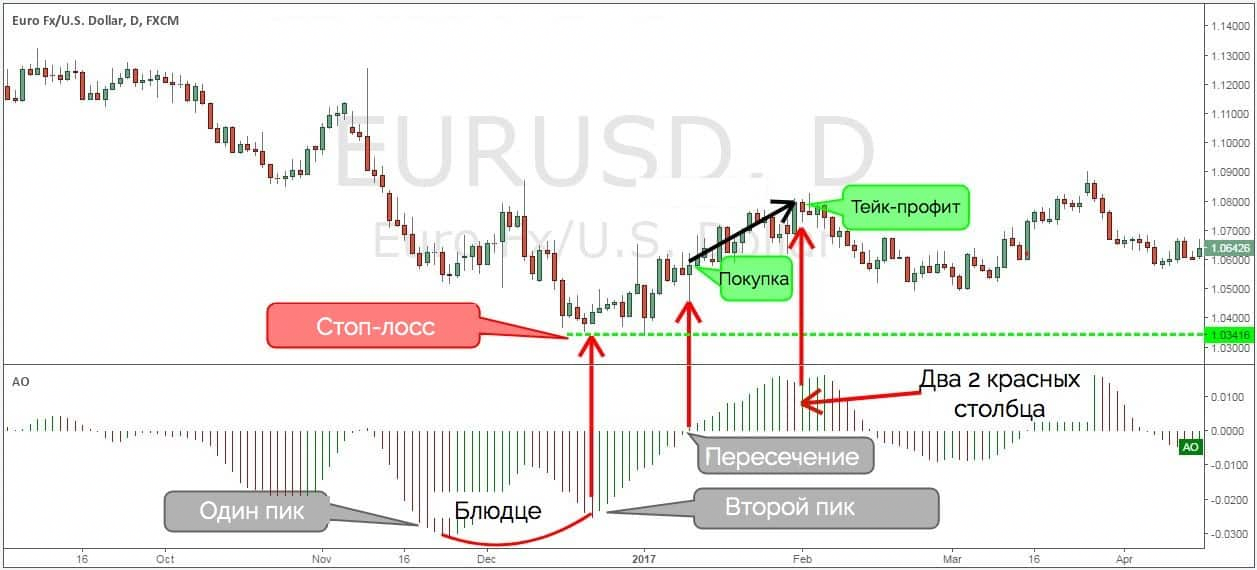 Euro Fx/U.S. Dollar, D, FXCM
EURUSD, D
Euro Fx/U.S. Dollar
1.14000
1.13000
1.12000
1.11000
1.10000
1.09000
1.08000
1.07000
1.06426
1.06000
1.05000
1.04000
1.03416
1.03000
Тейк-профит
Покупка
Стоп-лосс
AO
Два 2 красных
столбца
0.0100
0.0000
AO
-0.0100
-0.0200
-0.0300
Пересечение
Один пик
Блюдце
Второй пик
16
Oct
Nov
16
Dec
2017
Feb
Mar
16
Apr